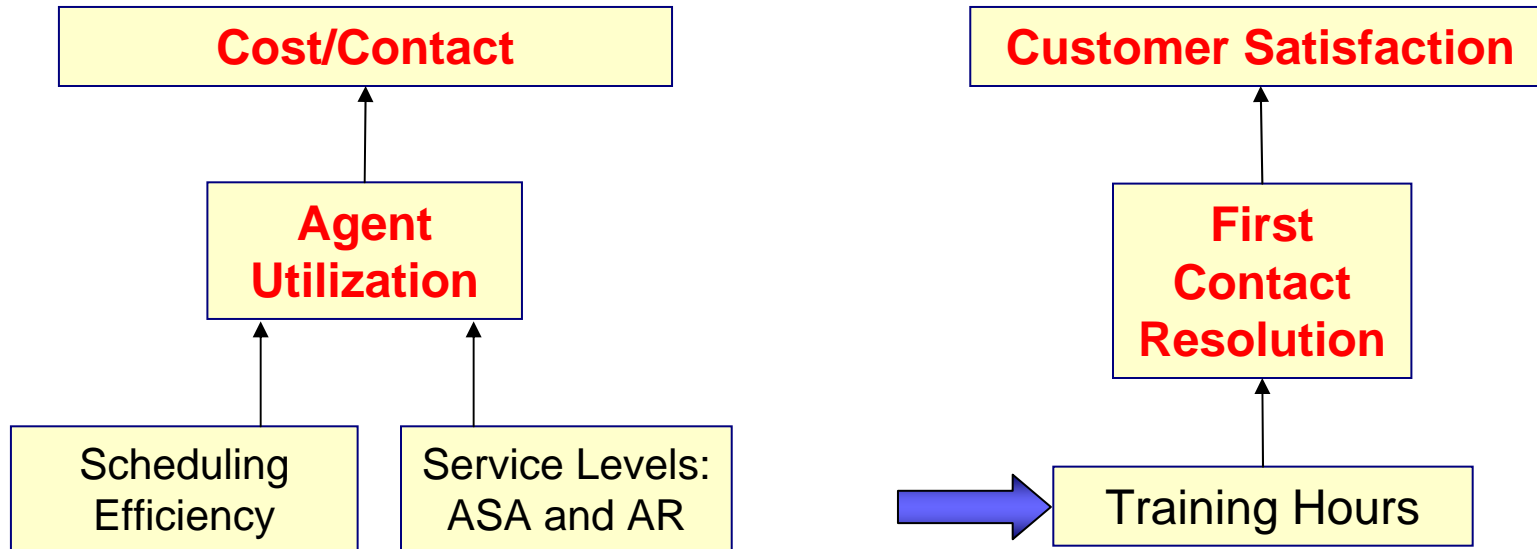 Cost/Contact
Customer Satisfaction
Agent
Utilization
First
Contact
Resolution
Scheduling
Efficiency
Service Levels:
ASA and AR
Training Hours